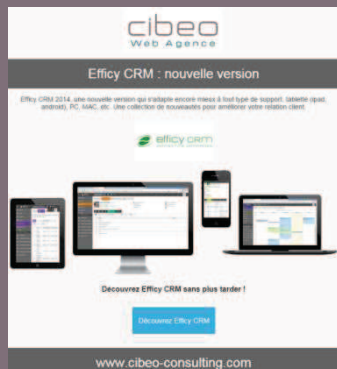 cibeo
Web Agence
Efficy CRM : nouvelle version
Efficy CRM 2014, une nouvelle version qui s'adapte encore mieux à tout type de support, tablette (ipad,
android), PC, MAC, etc. Une collection de nouveautés pour améliorer votre relation client.
efficy crm
Découvrez Efficy CRM sans plus tarder !
Découvrez Efficy CRM
www.cibeo-consulting.com